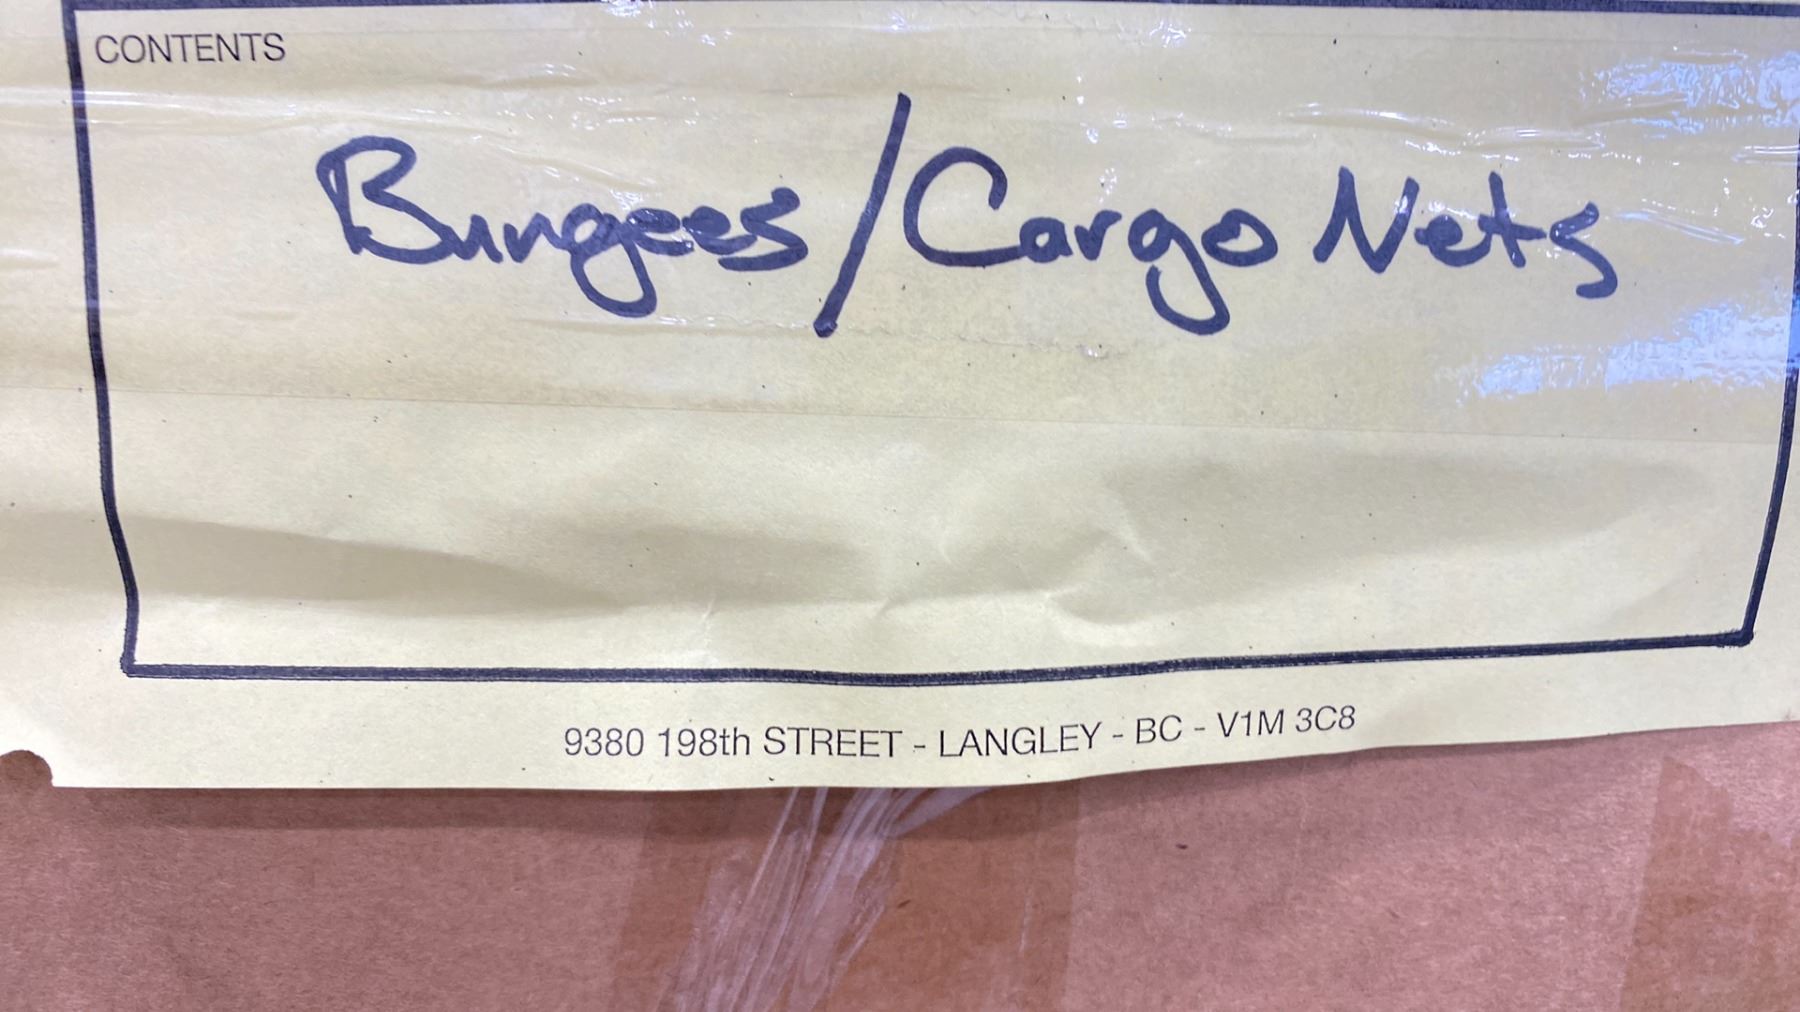 CONTENTS
Bungees/Cargo Nets
9380 198th STREET - LANGLEY - BC - V1M 3C8